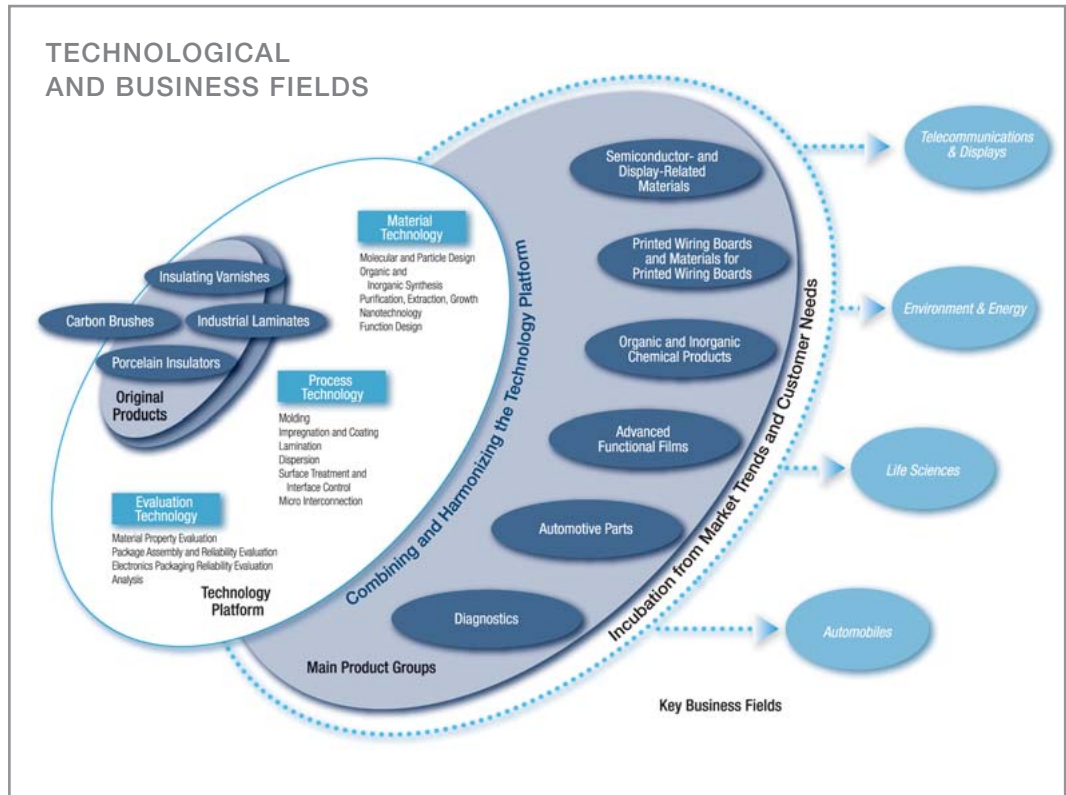 TECHNOLOGICAL
AND BUSINESS FIELDS
Insulating Varnishes
Carbon Brushes
Industrial Laminates
Porcelain Insulators
Original
Products
Material
Technology
Molecular and Particle Design
Organic and
Inorganic Synthesis
Purification, Extraction, Growth
Nanotechnology
Function Design
Process
Technology
Molding
Impregnation and Coating
Lamination
Dispersion
Surface Treatment and
Interface Control
Micro Interconnection
Evaluation
Technology
Material Property Evaluation
Package Assembly and Reliability Evaluation
Electronics Packaging Reliability Evaluation
Analysis
Technology
Platform
Combining and Harmonizing the Technology Platform
Semiconductor- and
Display-Related
Materials
Printed Wiring Boards
and Materials for
Printed Wiring Boards
Organic and Inorganic
Chemical Products
Advanced
Functional Films
Automotive Parts
Diagnostics
Main Product Groups
Incubation from Market Trends and Customer Needs
Telecommunications
& Displays
Environment & Energy
Life Sciences
Automobiles
Key Business Fields